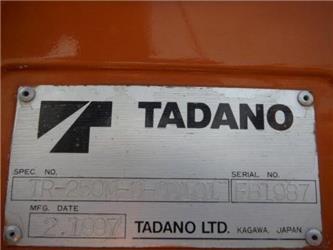 TADANO
SPEC. NO.
SERIAL NO.
FB1987
MFG. DATE
2.1997
TADANO LTD. KAGAWA, JAPAN